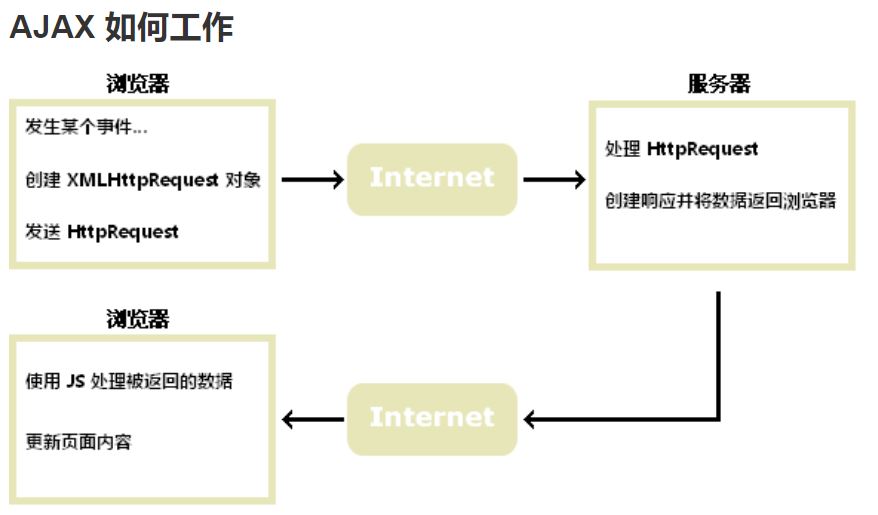 AJAX 如何工作
浏览器
发生某个事件...
创建 XMLHttpRequest 对象
发送 HttpRequest
Internet
服务器
处理 HttpRequest
创建响应并将数据返回浏览器
浏览器
使用 JS 处理被返回的数据
更新页面内容
Internet